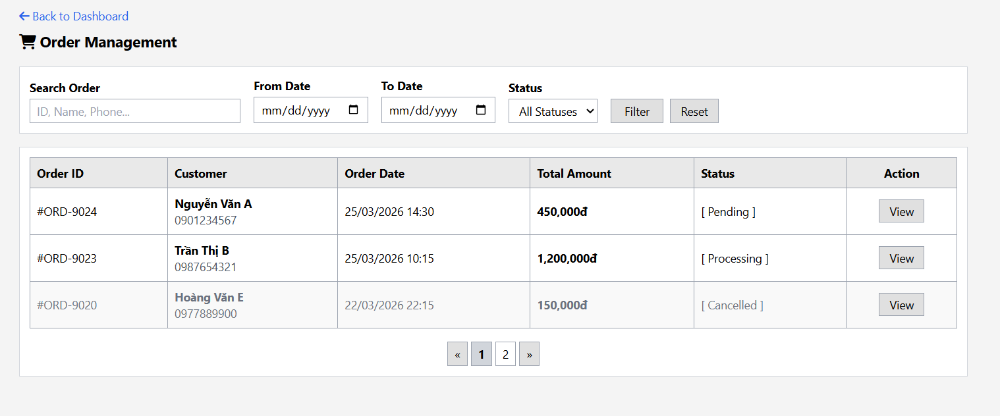 Back to Dashboard
Order Management
Search Order
From Date
To Date
Status
ID, Name, Phone...
mm/dd/yyyy
mm/dd/yyyy
All Statuses
Filter
Reset
Order ID
Customer
Order Date
Total Amount
Status
Action
#ORD-9024
Nguyễn Văn A
0901234567
25/03/2026 14:30
450,000đ
[ Pending ]
View
#ORD-9023
Trần Thị B
0987654321
25/03/2026 10:15
1,200,000đ
[ Processing ]
View
#ORD-9020
Hoàng Văn E
0977889900
22/03/2026 22:15
150,000đ
[ Cancelled ]
View
« 1 2 »